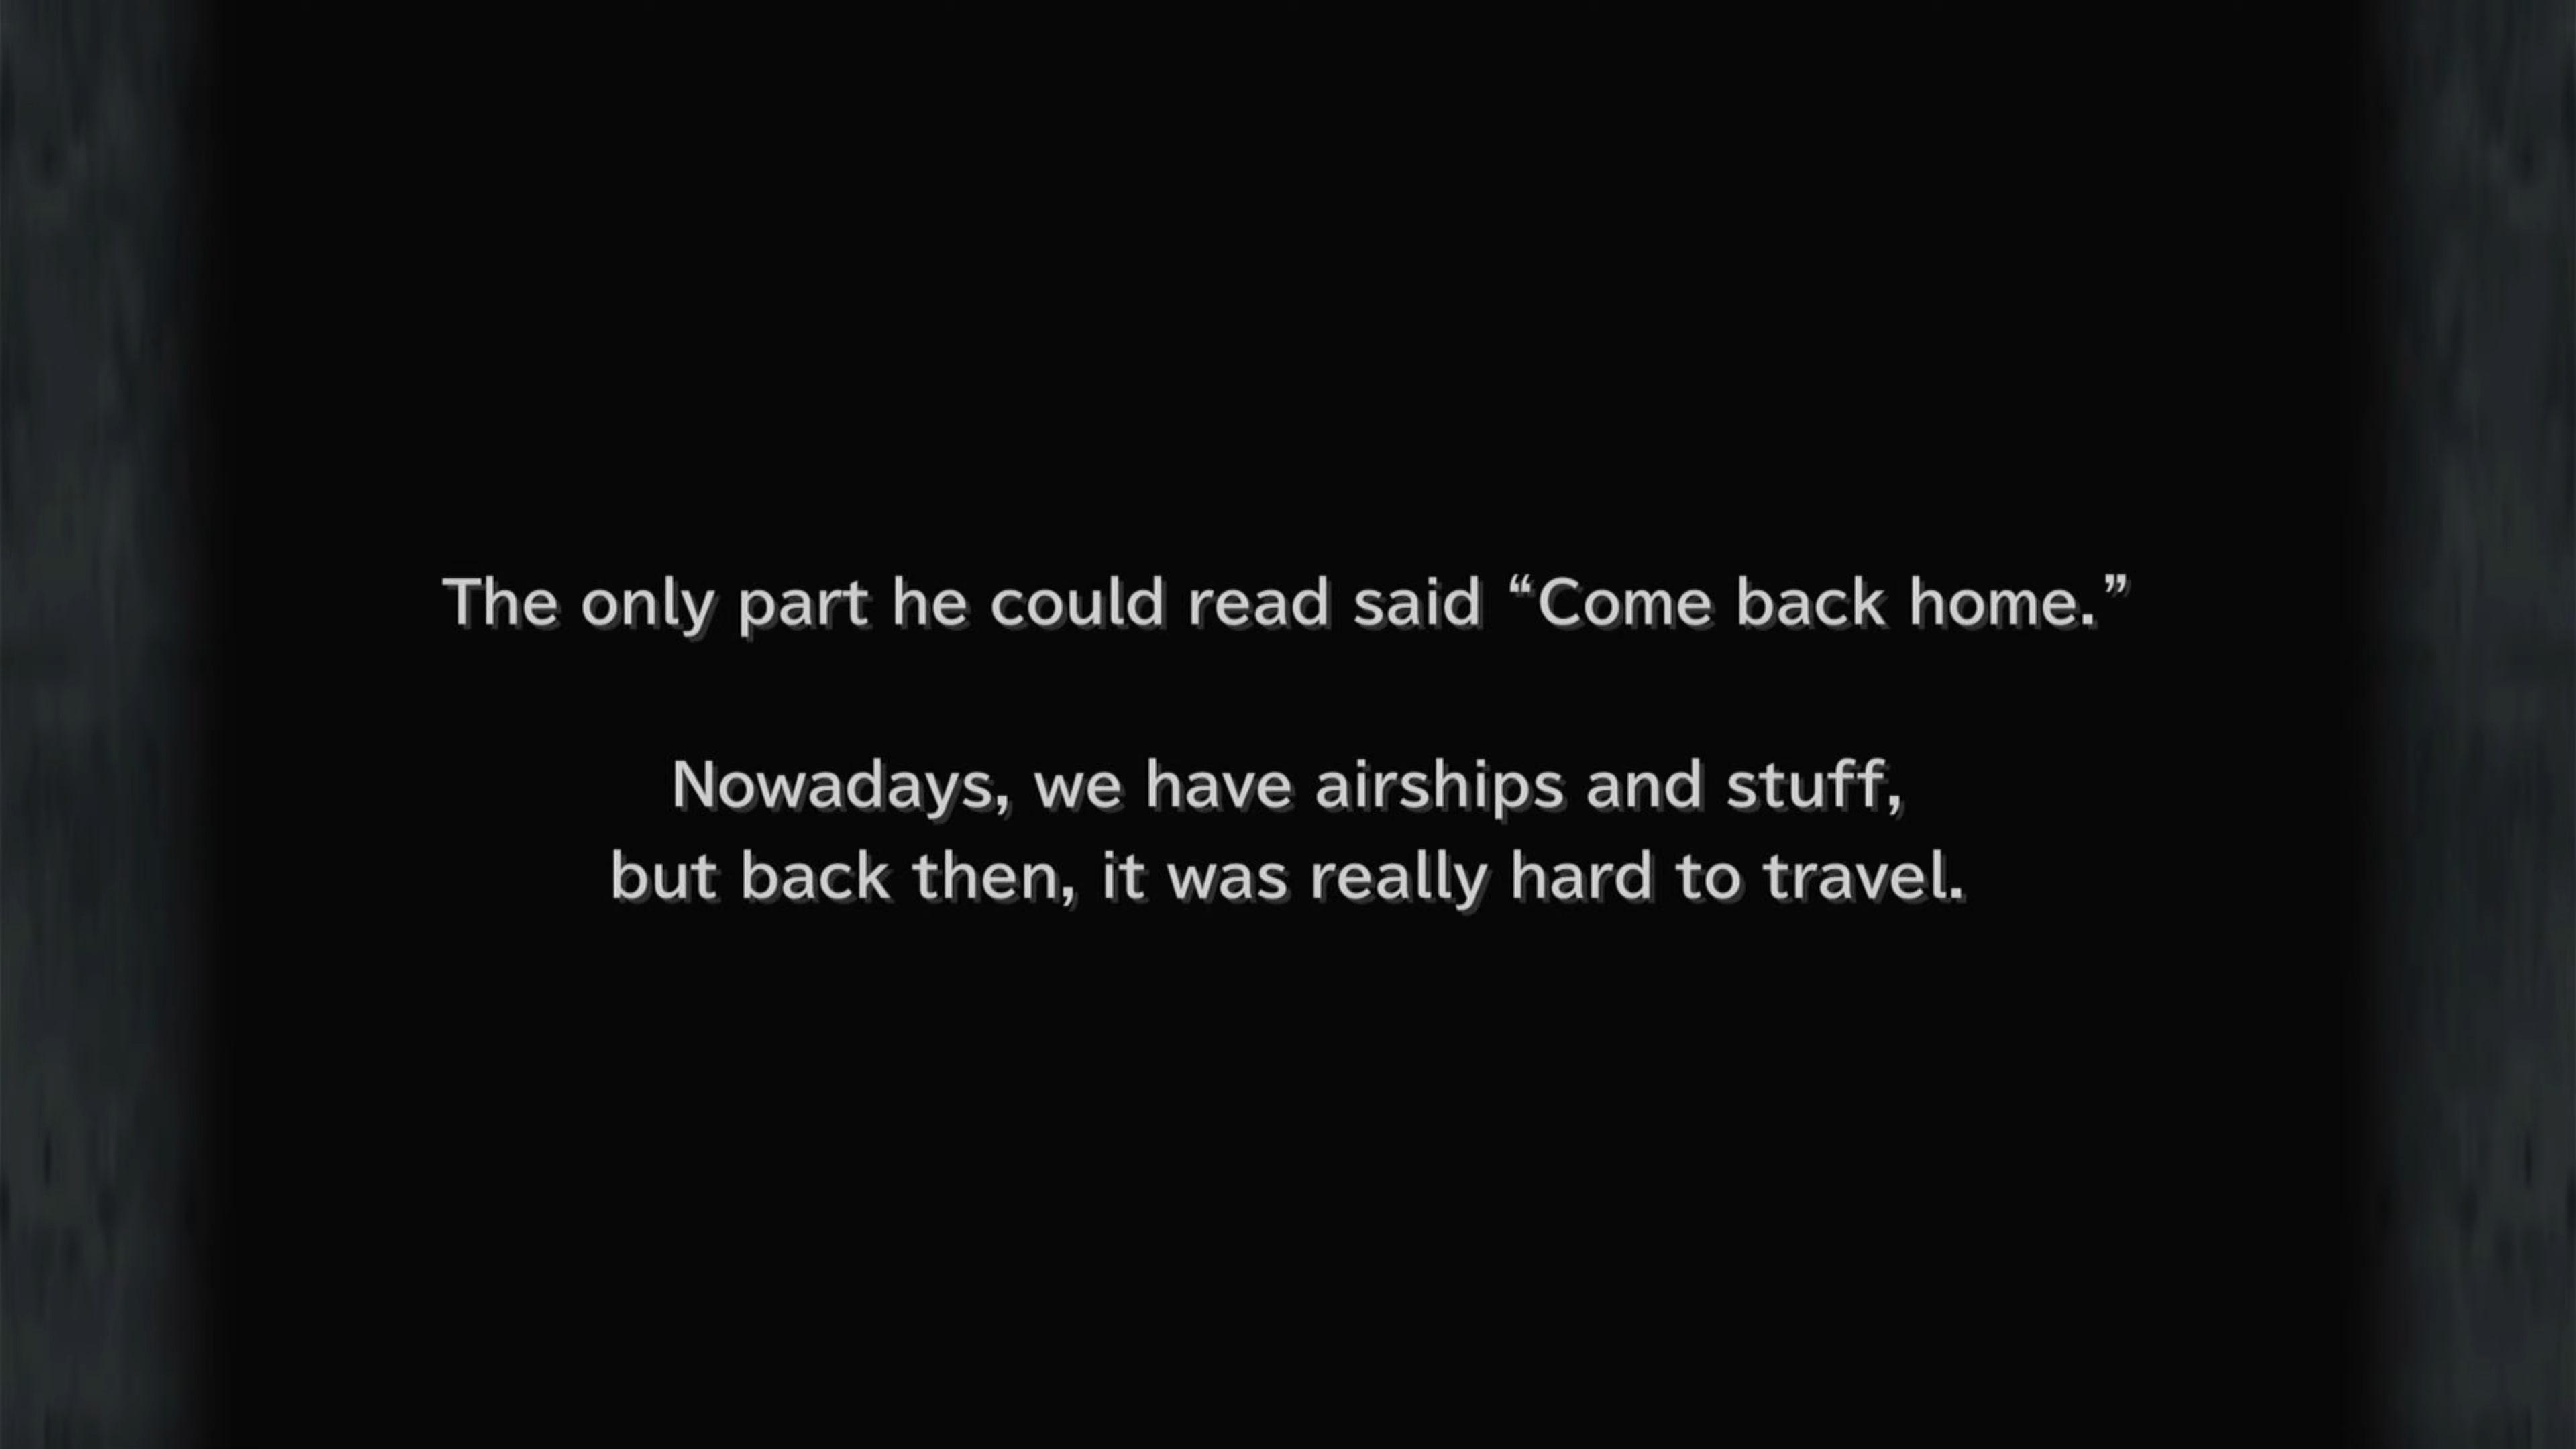 The only part he could read said “Come back home.”
Nowadays, we have airships and stuff,
but back then, it was really hard to travel.